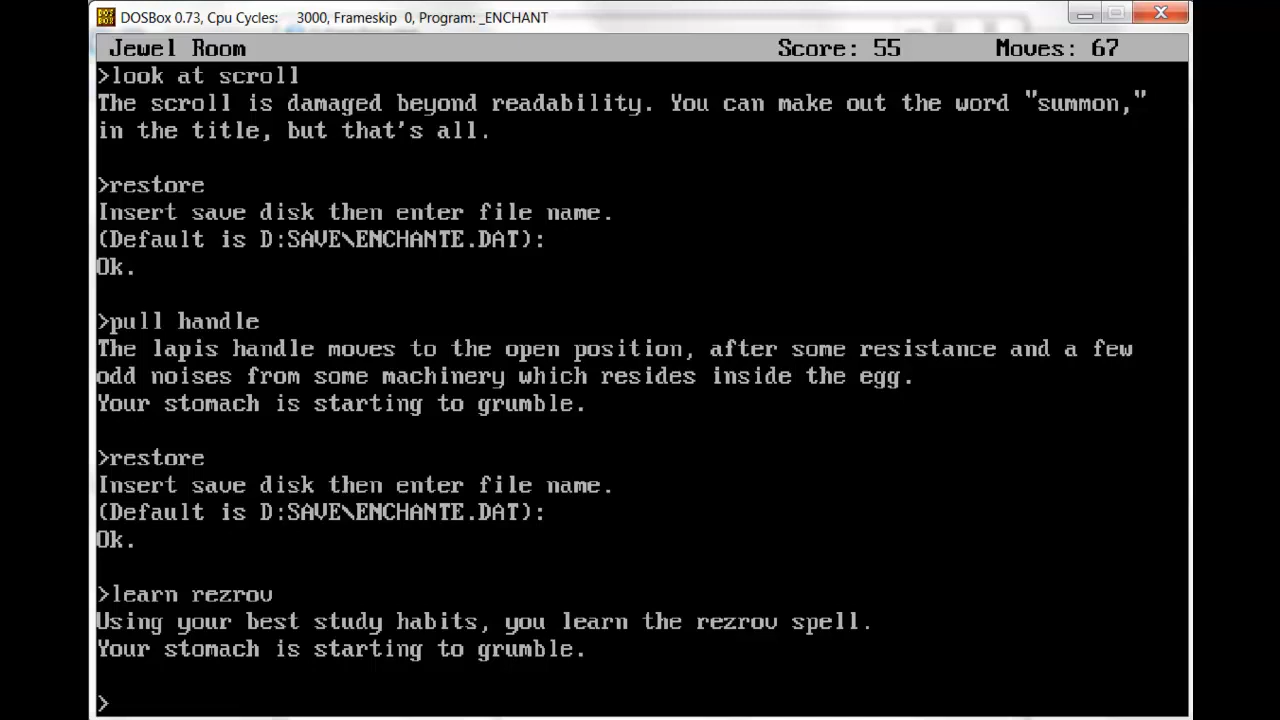 DOSBox 0.73, Cpu Cycles: 3000, Frameskip 0, Program: _ENCHANT
Jewel Room Score: 55 Moves: 67
>look at scroll
The scroll is damaged beyond readability. You can make out the word "summon,"
in the title, but that's all.
>restore
Insert save disk then enter file name.
(Default is D:SAVE\ENCHANTE.DAT):
Ok.
>pull handle
The lapis handle moves to the open position, after some resistance and a few
odd noises from some machinery which resides inside the egg.
Your stomach is starting to grumble.
>restore
Insert save disk then enter file name.
(Default is D:SAVE\ENCHANTE.DAT):
Ok.
>learn rezrov
Using your best study habits, you learn the rezrov spell.
Your stomach is starting to grumble.
>